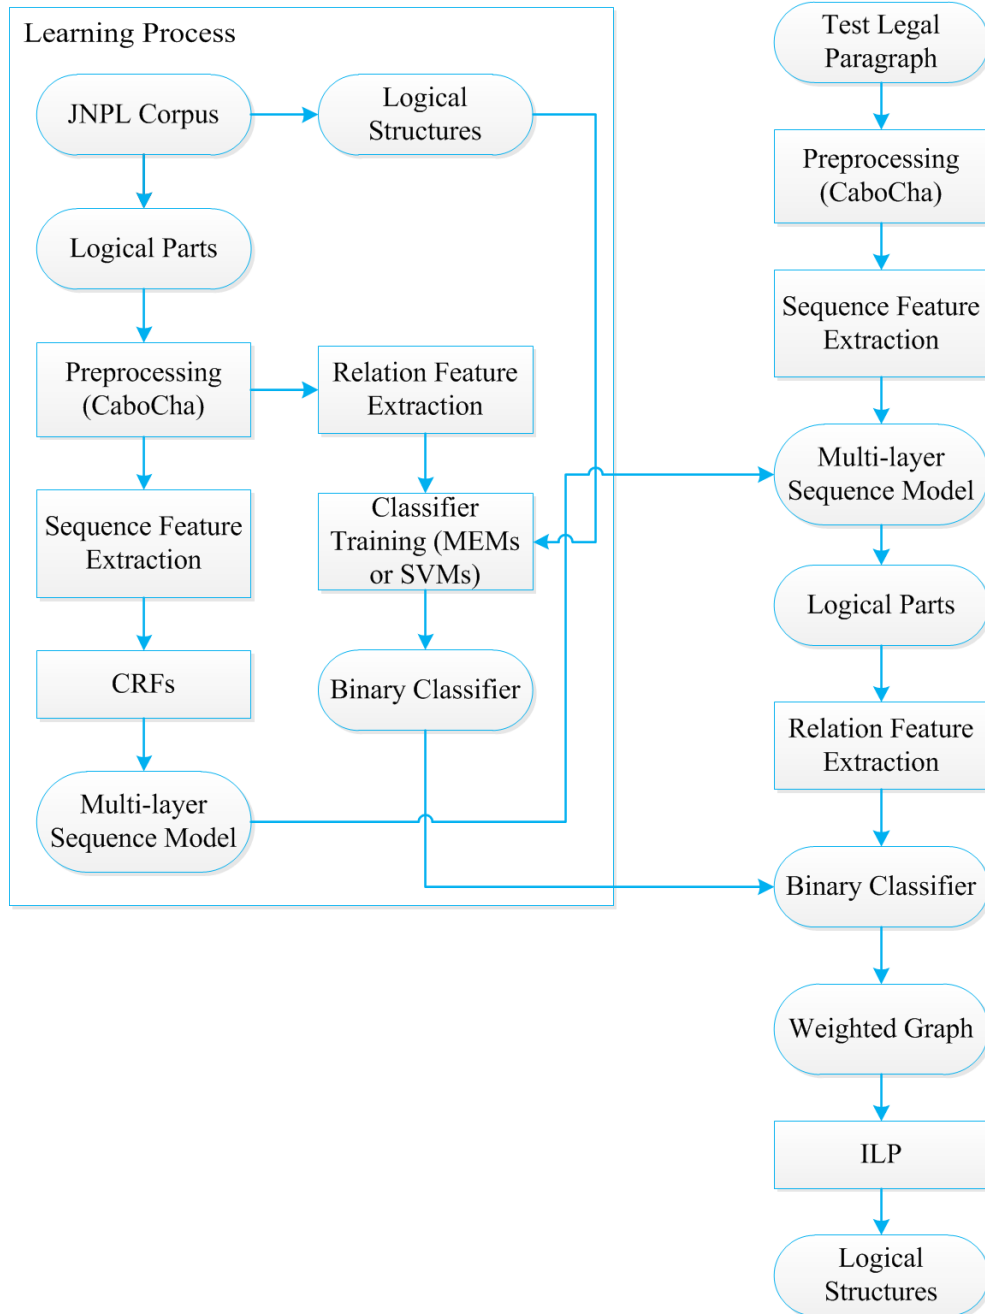 Learning Process
JNPL Corpus
Logical
Structures
Logical Parts
Preprocessing
(CaboCha)
Relation Feature
Extraction
Sequence Feature
Extraction
Classifier
Training (MEMs
or SVMs)
CRFs
Binary Classifier
Multi-layer
Sequence Model
Test Legal
Paragraph
Preprocessing
(CaboCha)
Sequence Feature
Extraction
Multi-layer
Sequence Model
Logical Parts
Relation Feature
Extraction
Binary Classifier
Weighted Graph
ILP
Logical
Structures